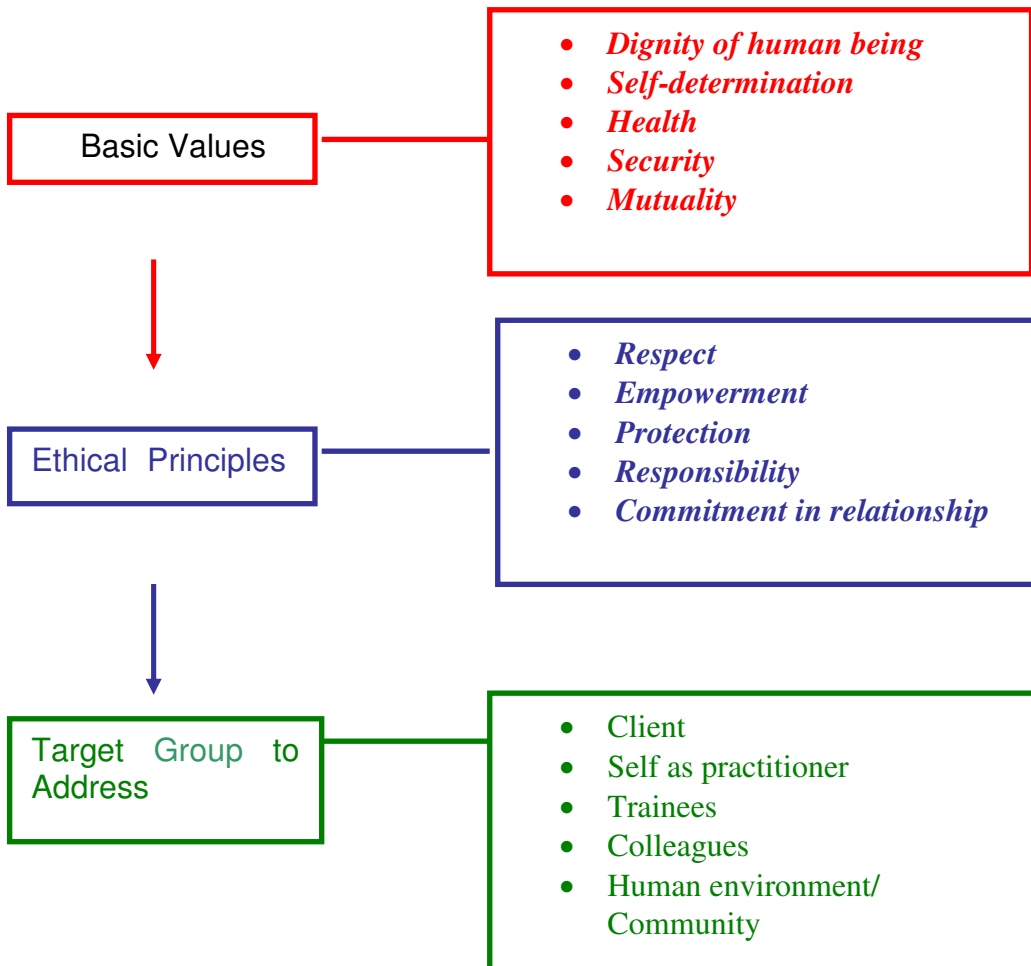 Basic Values
• Dignity of human being
• Self-determination
• Health
• Security
• Mutuality
Ethical Principles
• Respect
• Empowerment
• Protection
• Responsibility
• Commitment in relationship
Target Group to
Address
• Client
• Self as practitioner
• Trainees
• Colleagues
• Human environment/
Community